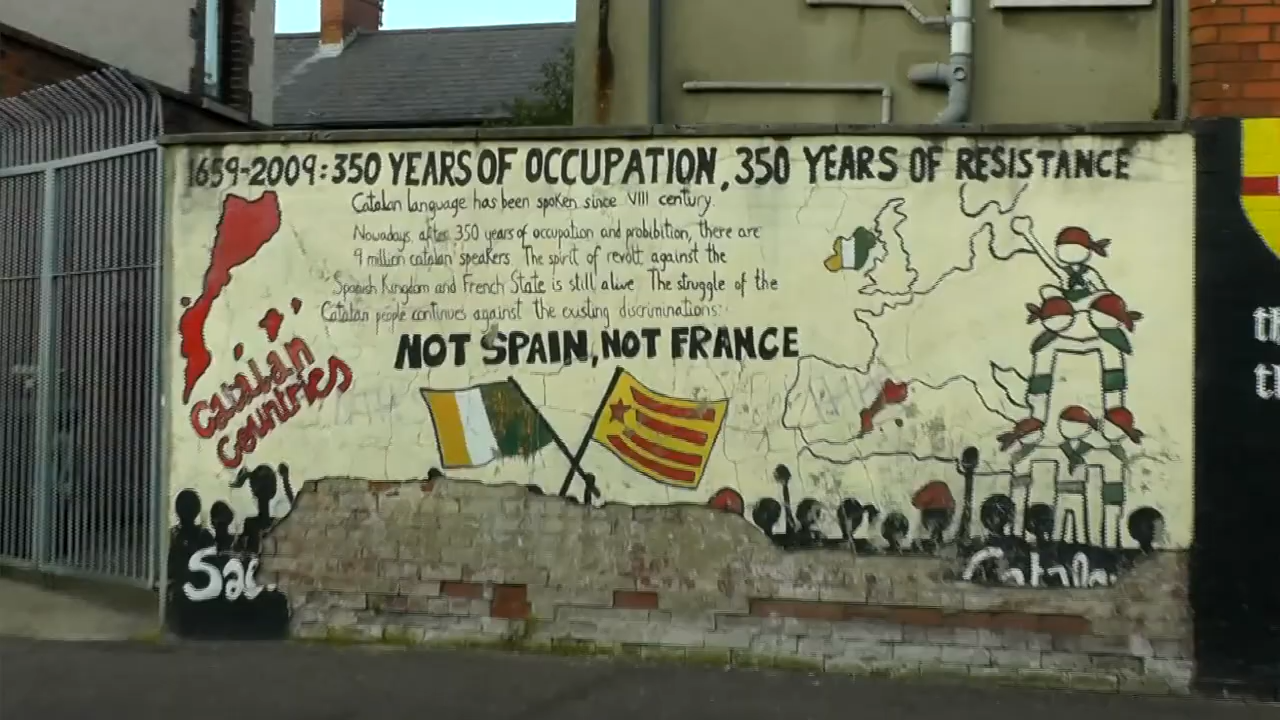 1659-2009: 350 YEARS OF OCCUPATION, 350 YEARS OF RESISTANCE
Catalan language has been spoken since VIII century.
Nowadays, after 350 years of occupation and prohibition, there are
9 million catalan speakers. The spirit of revolt against the
Spanish Kingdom and French State is still alive. The struggle of the
Catalan people continues against the existing discriminations:
NOT SPAIN, NOT FRANCE
Catalan
countries